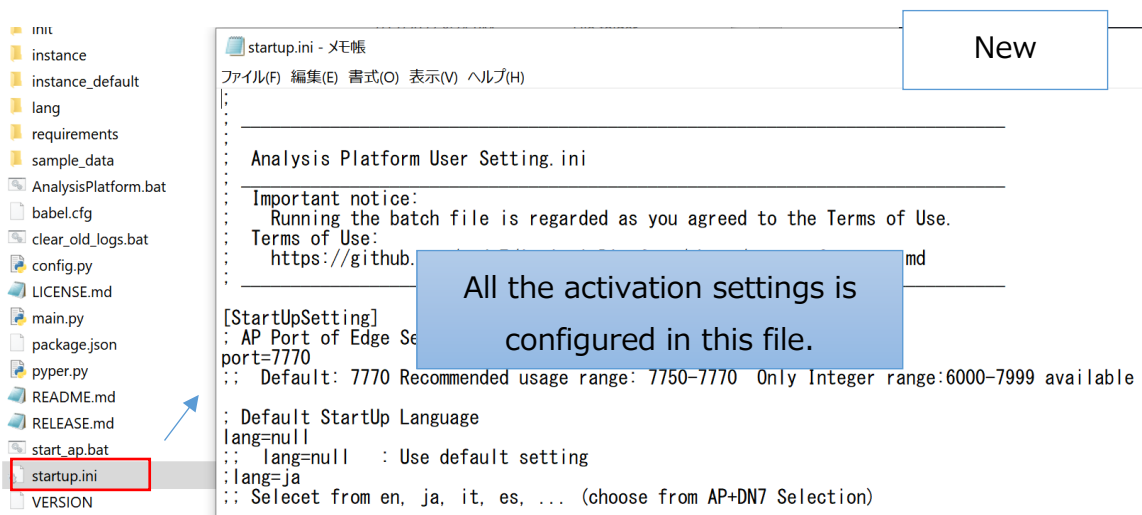 init
instance
instance_default
lang
requirements
sample_data
AnalysisPlatform.bat
babel.cfg
clear_old_logs.bat
config.py
LICENSE.md
main.py
package.json
pyper.py
README.md
RELEASE.md
start_ap.bat
startup.ini
VERSION
startup.ini - メモ帳
New
ファイル(F) 編集(E) 書式(O) 表示(V) ヘルプ(H)
;
;
; Analysis Platform User Setting.ini
;
; Important notice:
; Running the batch file is regarded as you agreed to the Terms of Use.
; Terms of Use:
; https://github. md
;
All the activation settings is
configured in this file.
[StartUpSetting]
; AP Port of Edge Se
port=7770
;; Default: 7770 Recommended usage range: 7750-7770 Only Integer range:6000-7999 available
; Default StartUp Language
lang=null
;; lang=null : Use default setting
;lang=ja
;; Selecet from en, ja, it, es, ... (choose from AP+DN7 Selection)